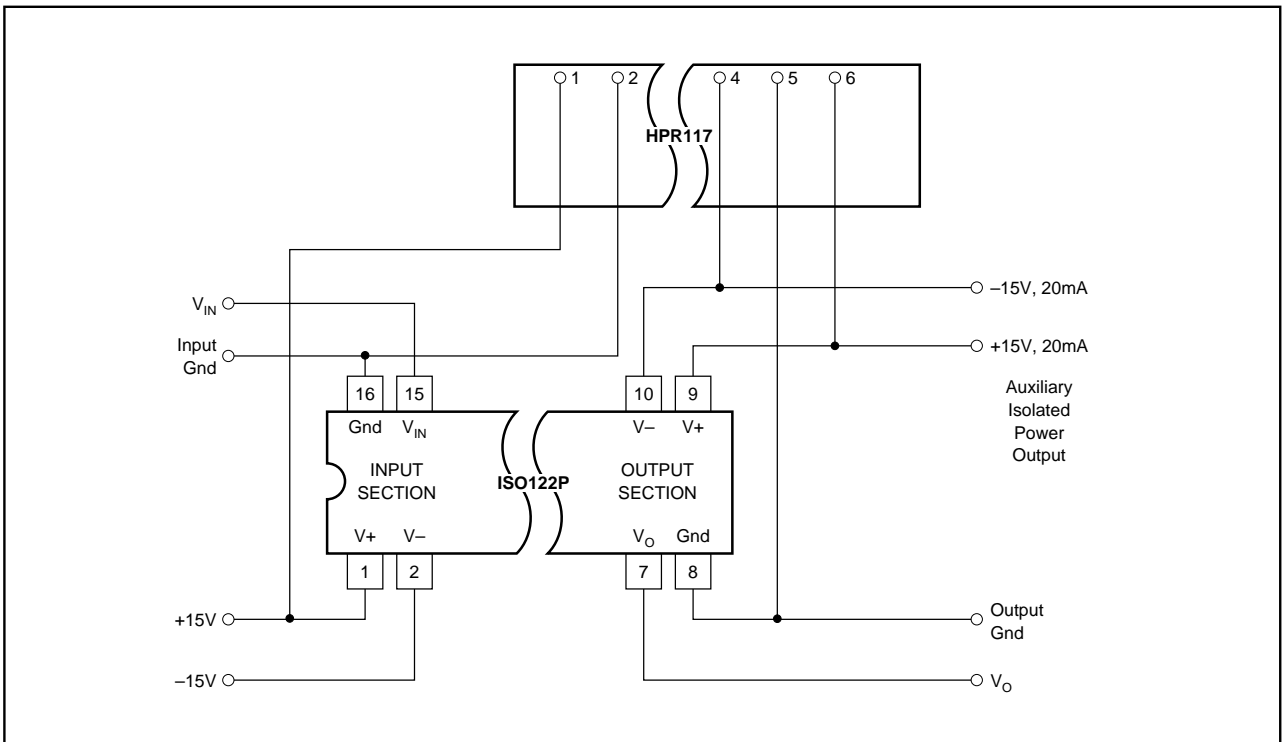 1 2 4 5 6
HPR117
V_IN
–15V, 20mA
Input
Gnd
+15V, 20mA
16 15 10 9
Auxiliary
Isolated
Power
Output
Gnd V_IN V– V+
INPUT
SECTION
ISO122P
OUTPUT
SECTION
V+ V– V_O Gnd
1 2 7 8
+15V
Output
Gnd
–15V
V_O